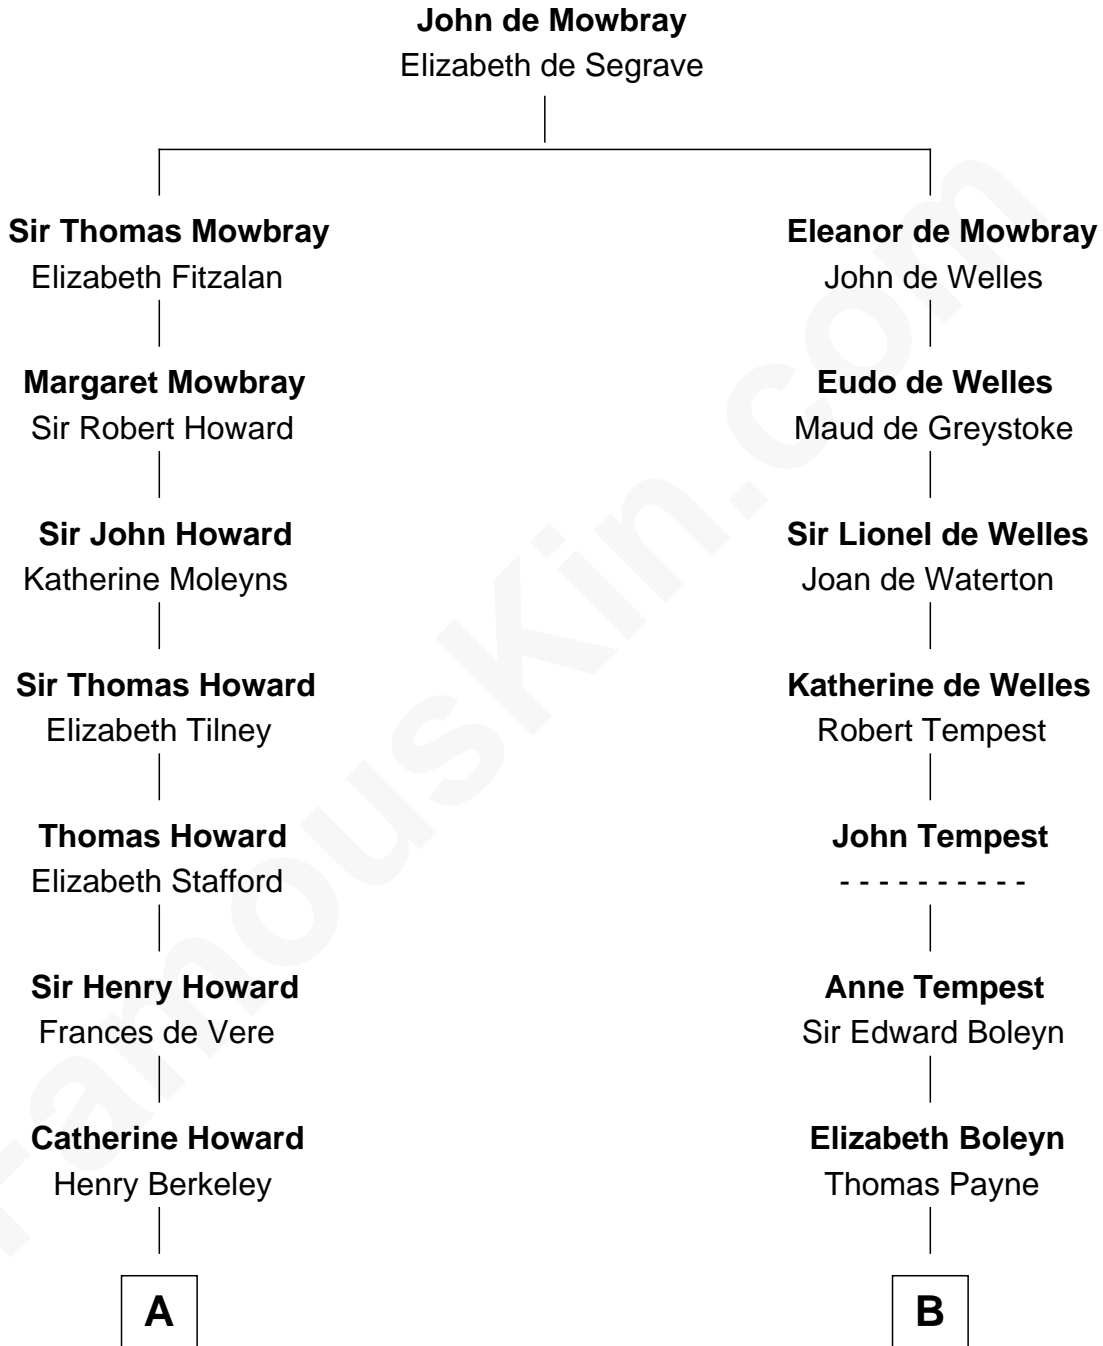 John de Mowbray
Elizabeth de Segrave
Sir Thomas Mowbray
Elizabeth Fitzalan
Margaret Mowbray
Sir Robert Howard
Sir John Howard
Katherine Moleyns
Sir Thomas Howard
Elizabeth Tilney
Thomas Howard
Elizabeth Stafford
Sir Henry Howard
Frances de Vere
Catherine Howard
Henry Berkeley
A
Eleanor de Mowbray
John de Welles
Eudo de Welles
Maud de Greystoke
Sir Lionel de Welles
Joan de Waterton
Katherine de Welles
Robert Tempest
John Tempest
- - - - - - - - - -
Anne Tempest
Sir Edward Boleyn
Elizabeth Boleyn
Thomas Payne
B
FamousKin.com